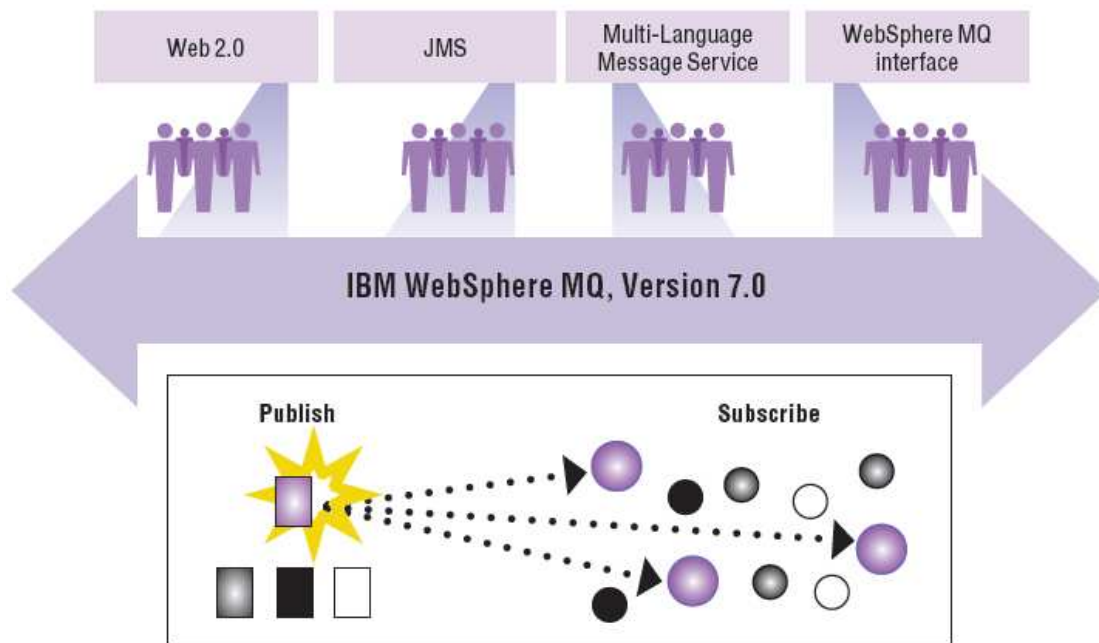 Web 2.0
JMS
Multi-Language
Message Service
WebSphere MQ
interface
IBM WebSphere MQ, Version 7.0
Publish
Subscribe